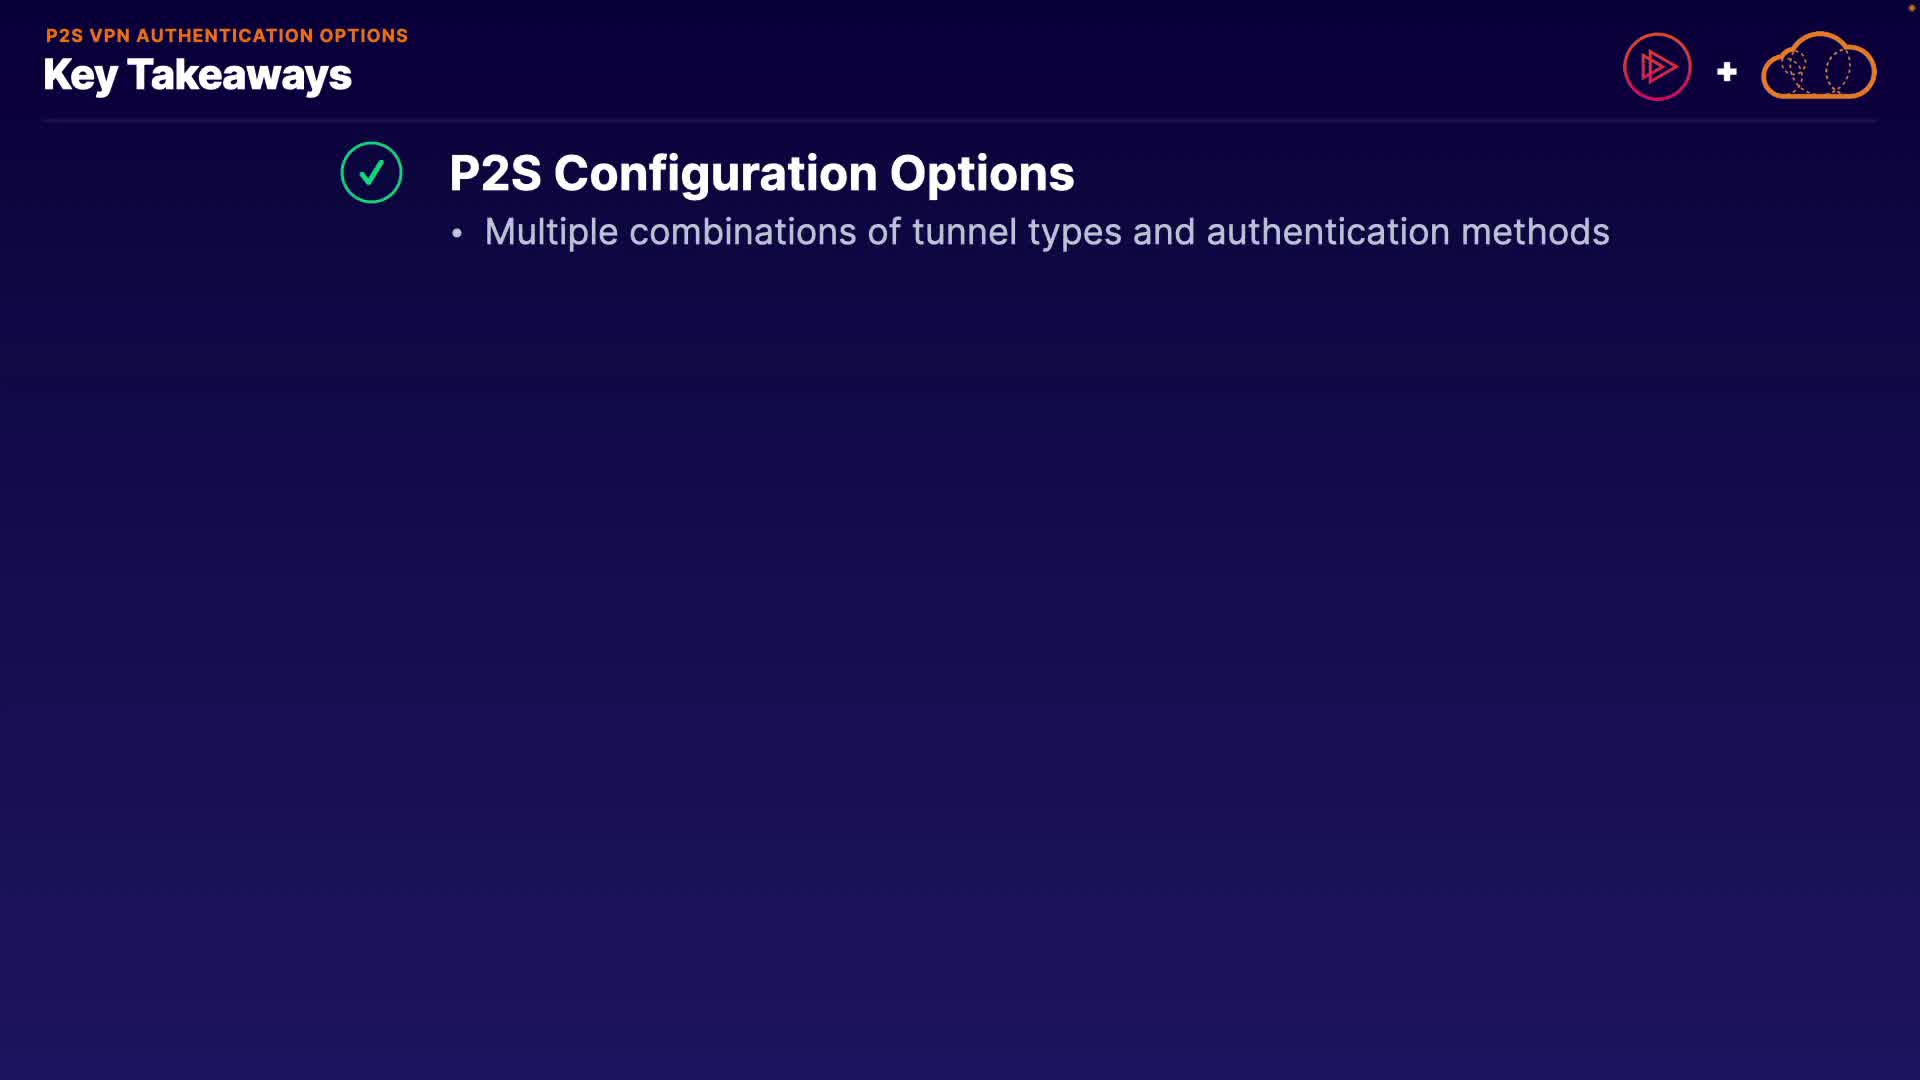 P2S VPN AUTHENTICATION OPTIONS
Key Takeaways
P2S Configuration Options
• Multiple combinations of tunnel types and authentication methods